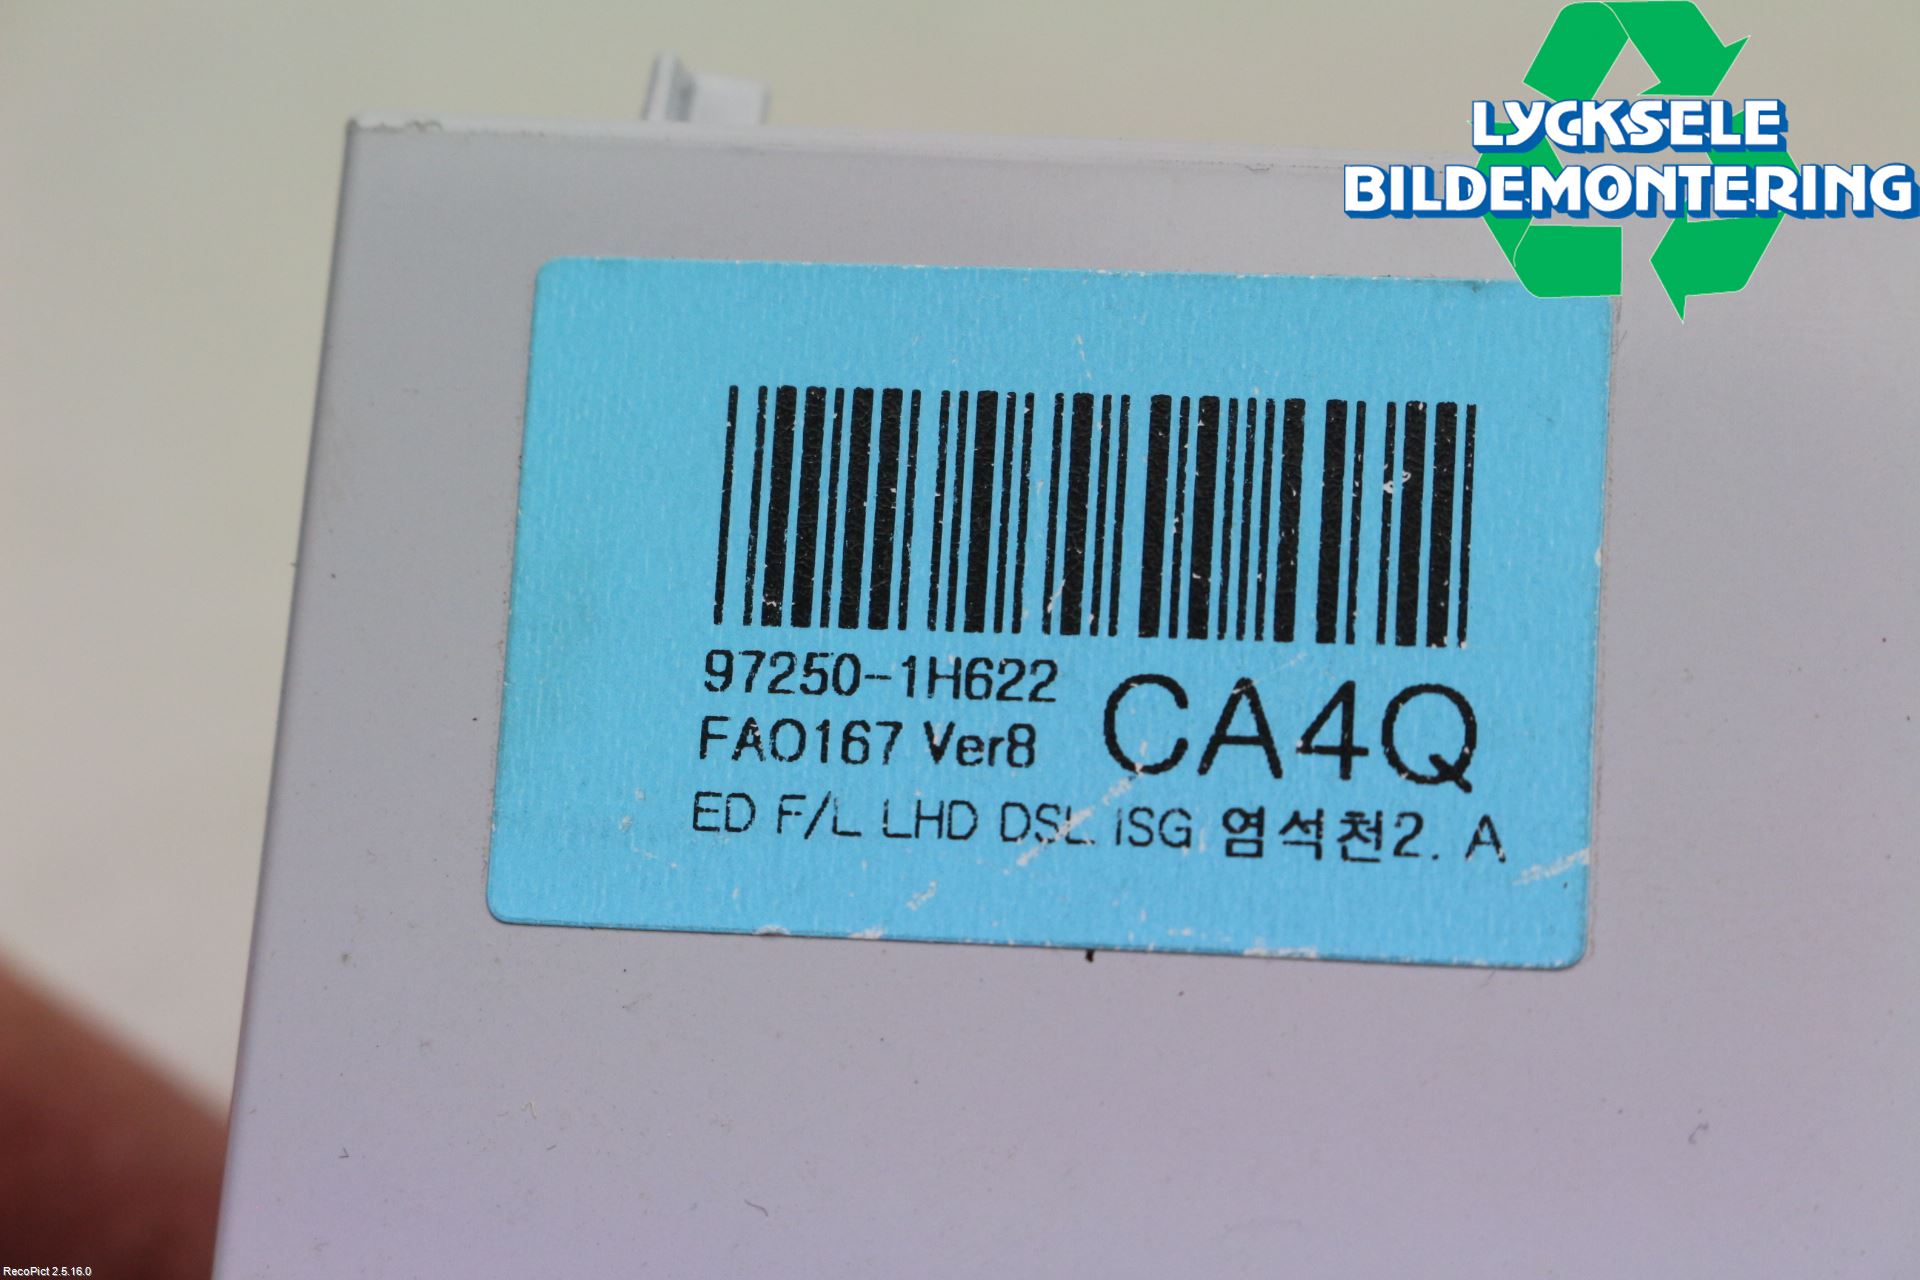 LYCKSELE
BILDEMONTERING
97250-1H622
FAO167 Ver8
CA4Q
ED F/L LHD DSL ISG 염석천2. A
RecoPict 2.5.16.0